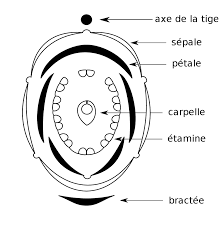 axe de la tige
sépale
pétale
carpelle
étamine
bractée